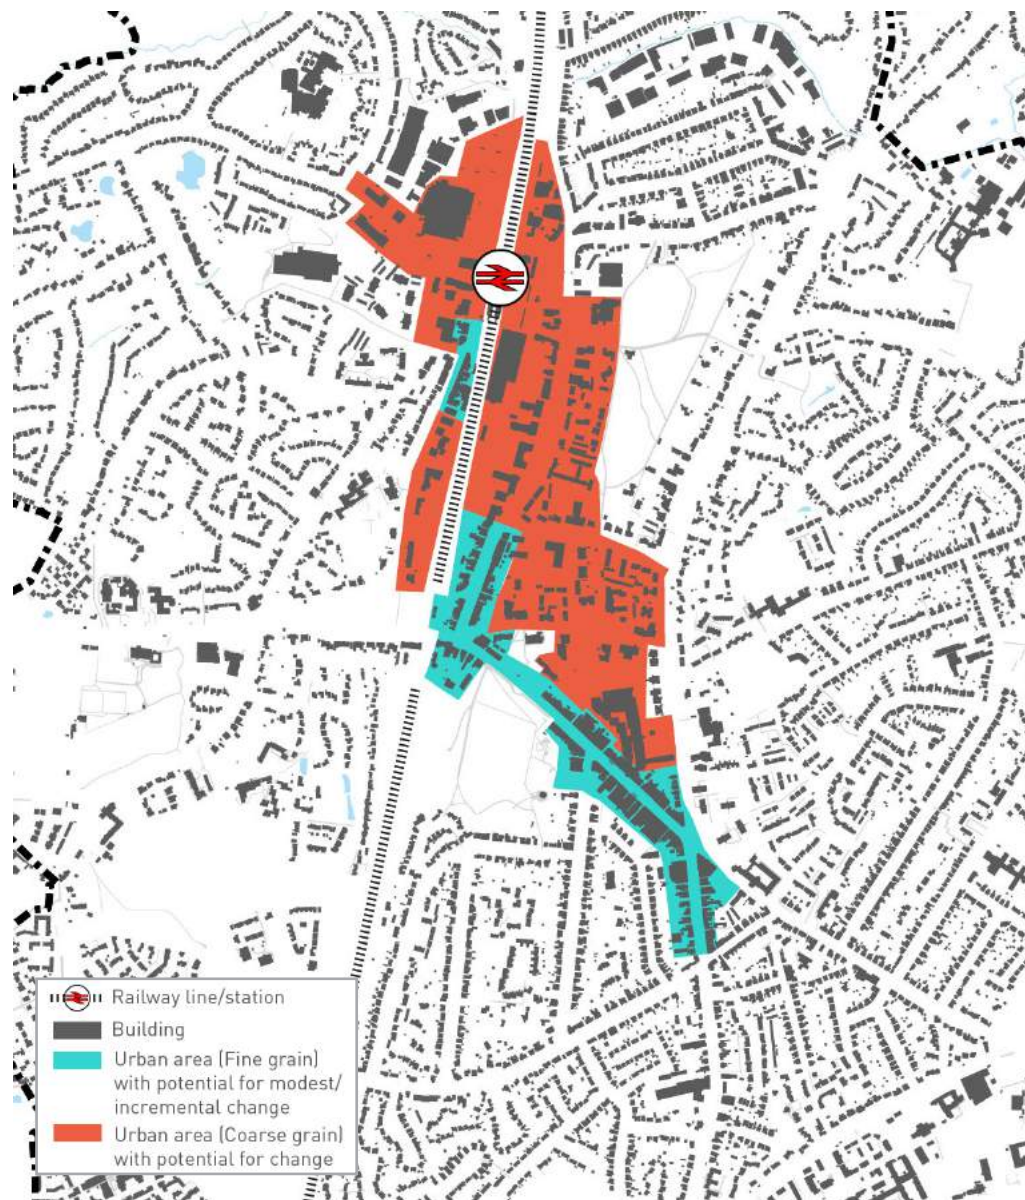 Railway line/station
Building
Urban area (Fine grain)
with potential for modest/
incremental change
Urban area (Coarse grain)
with potential for change